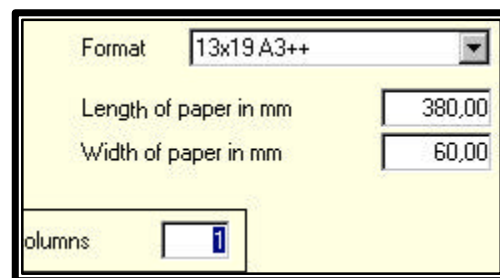 Format 13x19 A3++
Length of paper in mm 380,00
Width of paper in mm 60,00
olumns 1